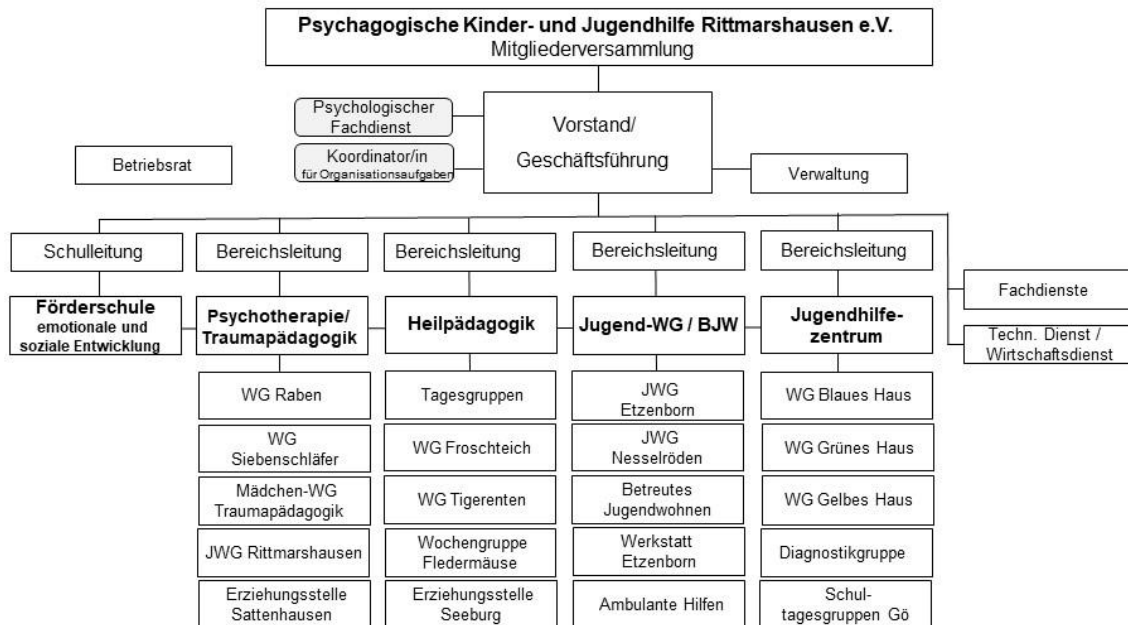 Psychagogische Kinder- und Jugendhilfe Rittmarshausen e.V.
Mitgliederversammlung
Psychologischer
Fachdienst
Vorstand/
Geschäftsführung
Koordinator/in
für Organisationsaufgaben
Betriebsrat
Verwaltung
Schulleitung
Bereichsleitung
Bereichsleitung
Bereichsleitung
Bereichsleitung
Fachdienste
Techn. Dienst /
Wirtschaftsdienst
Förderschule
emotionale und
soziale Entwicklung
Psychotherapie/
Traumapädagogik
Heilpädagogik
Jugend-WG / BJW
Jugendhilfe-
zentrum
WG Raben
Tagesgruppen
JWG
Etzenborn
WG Blaues Haus
WG
Siebenschläfer
WG Froschteich
JWG
Nesselröden
WG Grünes Haus
Mädchen-WG
Traumapädagogik
WG Tigerenten
Betreutes
Jugendwohnen
WG Gelbes Haus
JWG Rittmarshausen
Wochengruppe
Fledermäuse
Werkstatt
Etzenborn
Diagnostikgruppe
Erziehungsstelle
Sattenhausen
Erziehungsstelle
Seeburg
Ambulante Hilfen
Schul-
tagesgruppen Gö